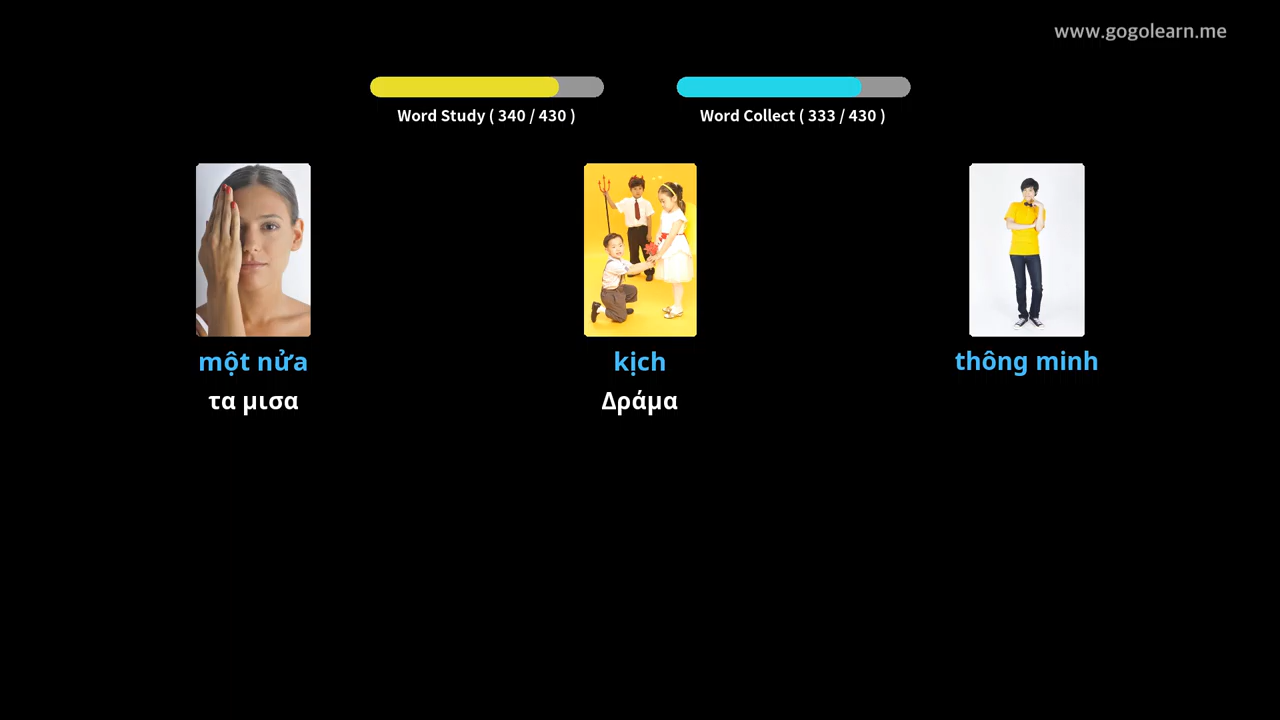 www.gogolearn.me
Word Study ( 340 / 430 )
Word Collect ( 333 / 430 )
một nửa
kịch
thông minh
τα μισα
Δράμα